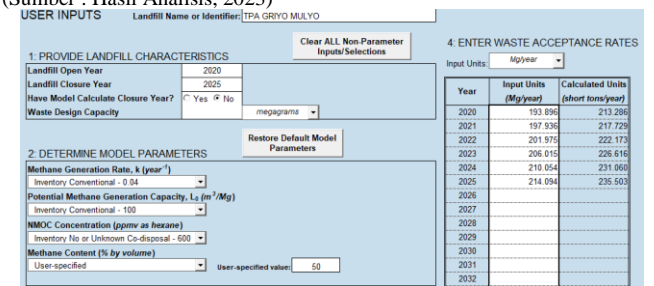 (Sumber : Hasil Analisis, 2023)
USER INPUTS Landfill Name or Identifier: TPA GRIYO MULYO
Clear ALL Non-Parameter
Inputs/Selections
1: PROVIDE LANDFILL CHARACTERISTICS
Landfill Open Year 2020
Landfill Closure Year 2025
Have Model Calculate Closure Year? Yes No
Waste Design Capacity megagrams
Restore Default Model
Parameters
2: DETERMINE MODEL PARAMETERS
Methane Generation Rate, k (year-1)
Inventory Conventional - 0.04
Potential Methane Generation Capacity, L₀ (m³/Mg)
Inventory Conventional - 100
NMOC Concentration (ppmv as hexane)
Inventory No or Unknown Co-disposal - 600
Methane Content (% by volume)
User-specified User-specified value: 50
4: ENTER WASTE ACCEPTANCE RATES
Input Units: Mg/year
Year Input Units Calculated Units
(Mg/year) (short tons/year)
2020 193.896 213.286
2021 197.936 217.729
2022 201.975 222.173
2023 206.015 226.616
2024 210.054 231.060
2025 214.094 235.503
2026
2027
2028
2029
2030
2031
2032